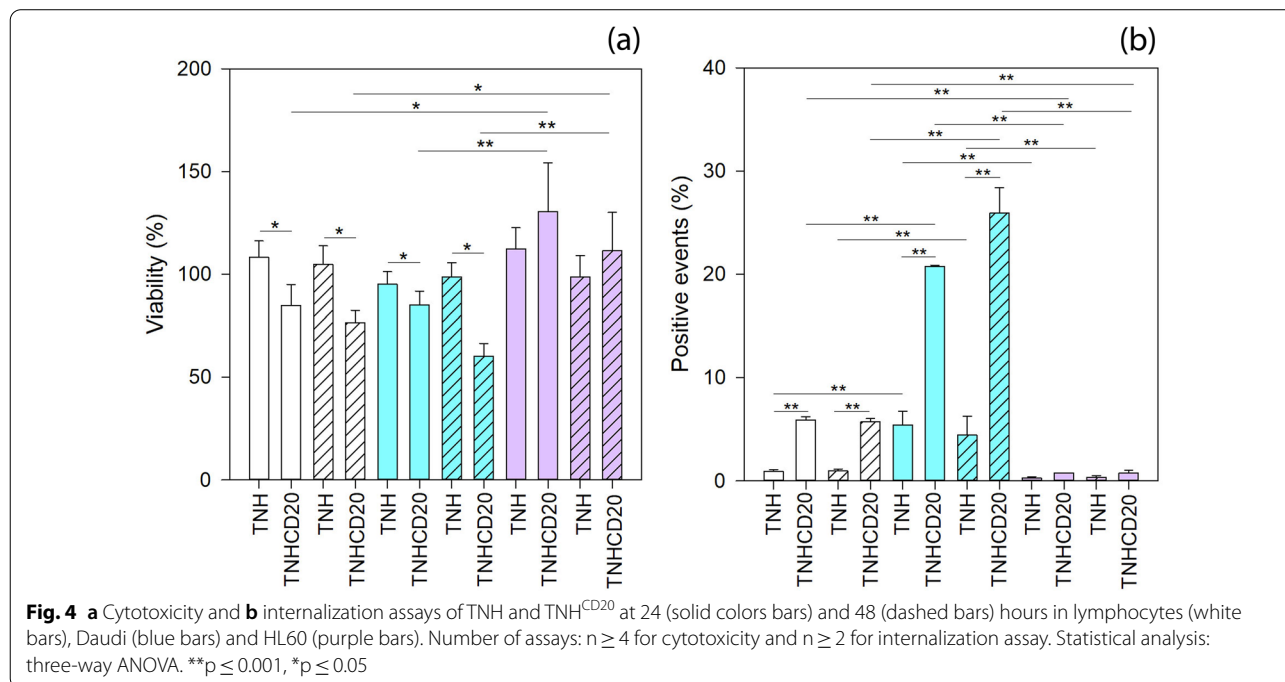 (a)
(b)
200
150
100
50
0
Viability (%)
*
*
**
**
*
*
*
*
TNH
TNHCD20
TNH
TNHCD20
TNH
TNHCD20
TNH
TNHCD20
TNH
TNHCD20
TNH
TNHCD20
40
30
20
10
0
Positive events (%)
**
**
**
**
**
**
**
**
**
**
**
**
**
**
TNH
TNHCD20
TNH
TNHCD20
TNH
TNHCD20
TNH
TNHCD20
TNH
TNHCD20
TNH
TNHCD20
Fig. 4 a Cytotoxicity and b internalization assays of TNH and TNHCD20 at 24 (solid colors bars) and 48 (dashed bars) hours in lymphocytes (white
bars), Daudi (blue bars) and HL60 (purple bars). Number of assays: n ≥ 4 for cytotoxicity and n ≥ 2 for internalization assay. Statistical analysis:
three-way ANOVA. **p ≤ 0.001, *p ≤ 0.05